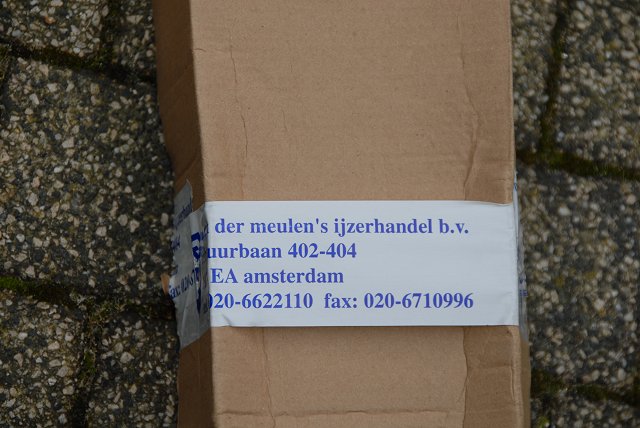 der meulen's ijzerhandel b.v.
uurbaan 402-404
EA amsterdam
020-6622110 fax: 020-6710996